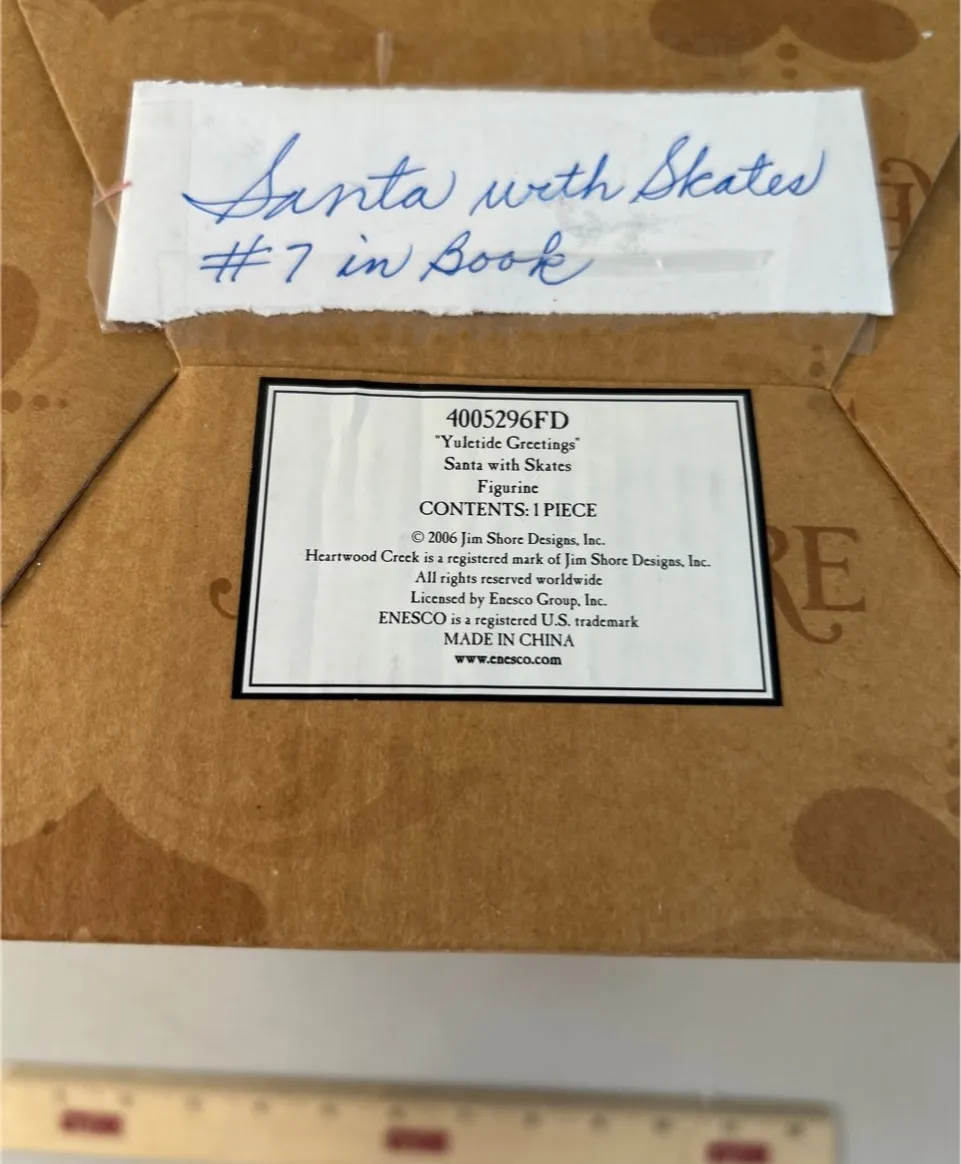 Santa with Skates
#7 in Book
4005296FD
"Yuletide Greetings"
Santa with Skates
Figurine
CONTENTS: 1 PIECE
© 2006 Jim Shore Designs, Inc.
Heartwood Creek is a registered mark of Jim Shore Designs, Inc.
All rights reserved worldwide
Licensed by Enesco Group, Inc.
ENESCO is a registered U.S. trademark
MADE IN CHINA
www.enesco.com